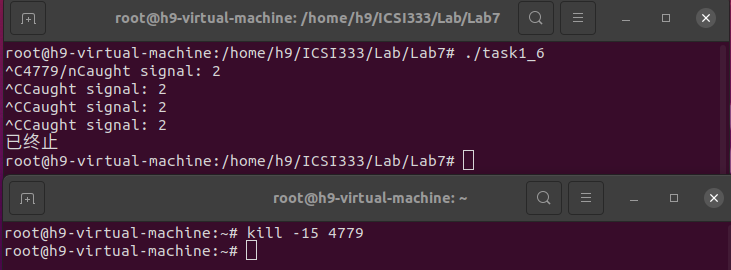 root@h9-virtual-machine: /home/h9/ICSI333/Lab/Lab7
root@h9-virtual-machine:/home/h9/ICSI333/Lab/Lab7# ./task1_6
^C4779/nCaught signal: 2
^CCaught signal: 2
^CCaught signal: 2
^CCaught signal: 2
已终止
root@h9-virtual-machine:/home/h9/ICSI333/Lab/Lab7#
root@h9-virtual-machine: ~
root@h9-virtual-machine:~# kill -15 4779
root@h9-virtual-machine:~#